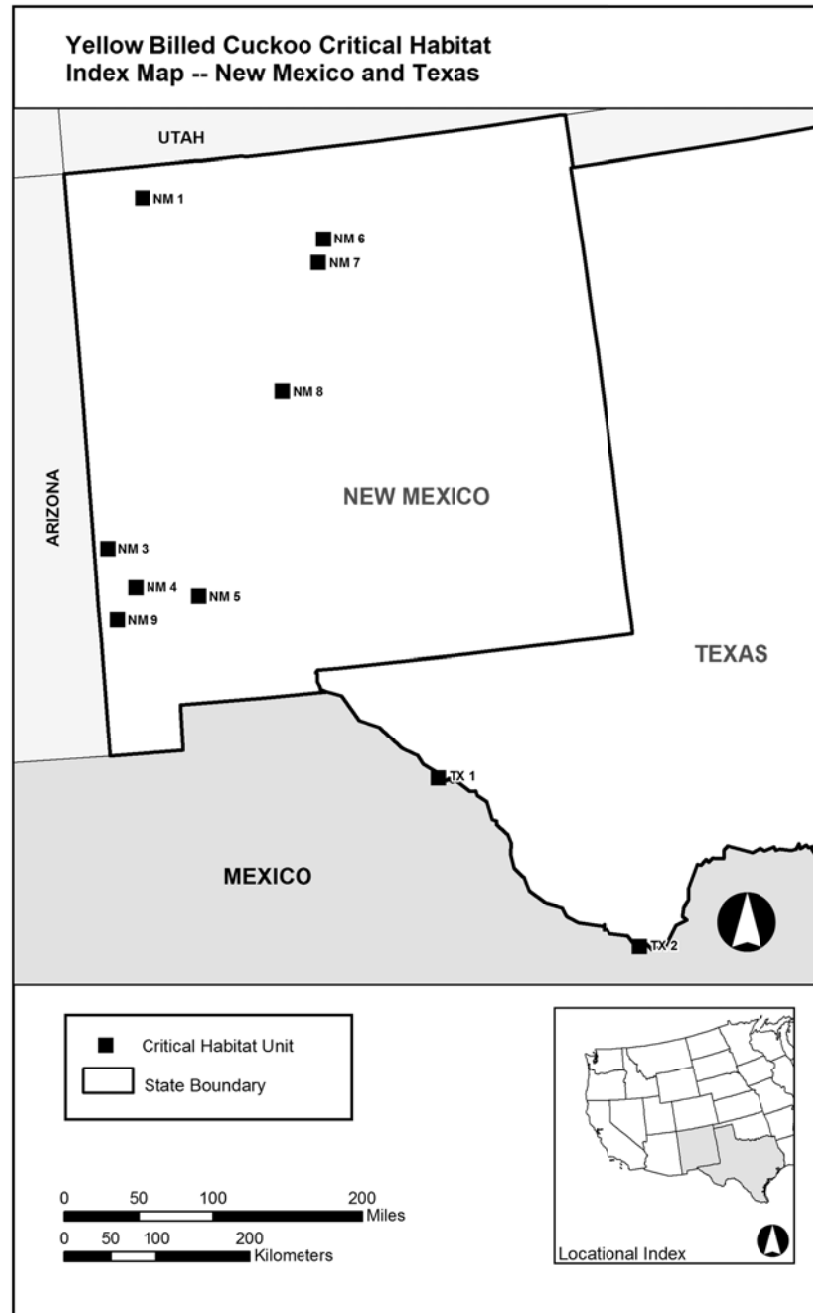 Yellow Billed Cuckoo Critical Habitat
Index Map -- New Mexico and Texas
UTAH
NM 1
NM 6
NM 7
NM 8
ARIZONA
NEW MEXICO
NM 3
NM 4
NM 5
NM 9
TEXAS
TX 1
MEXICO
TX 2
Critical Habitat Unit
State Boundary
0 50 100 200
Miles
0 50 100 200
Kilometers
Locational Index